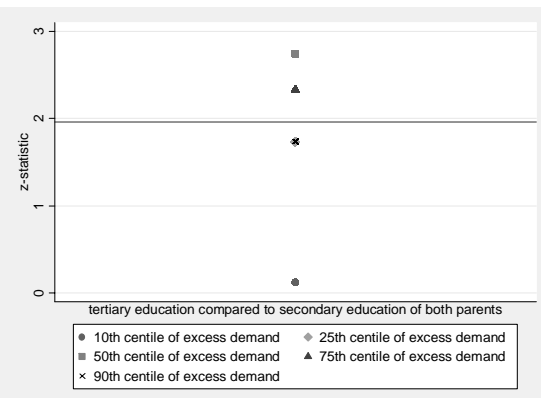 3
2
1
0
z-statistic
tertiary education compared to secondary education of both parents
10th centile of excess demand
25th centile of excess demand
50th centile of excess demand
75th centile of excess demand
90th centile of excess demand